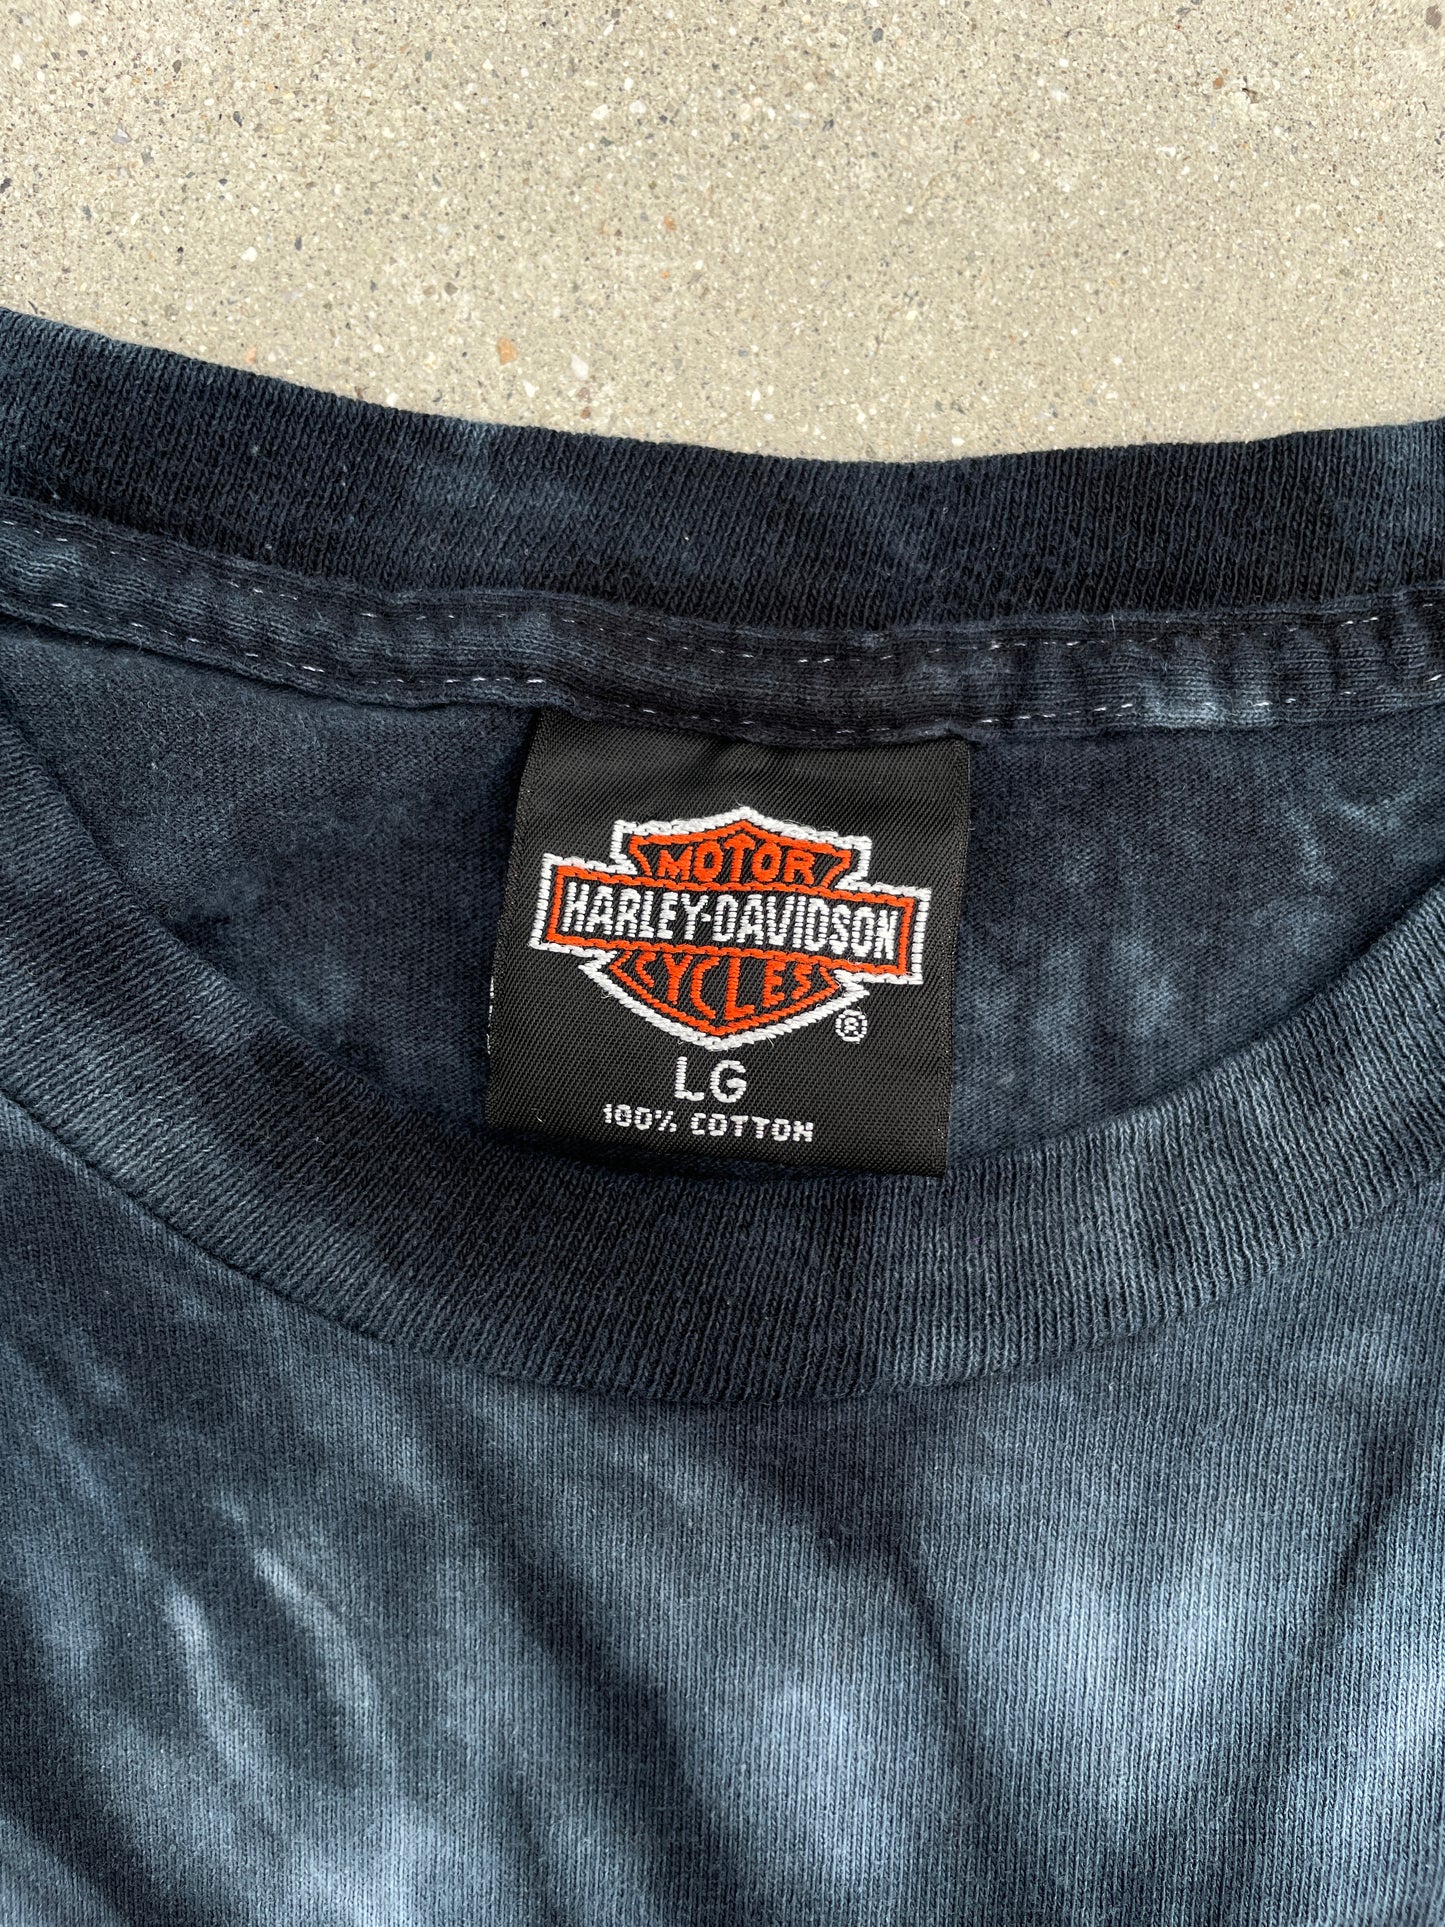 MOTOR
HARLEY-DAVIDSON
CYCLES
®
LG
100% COTTON